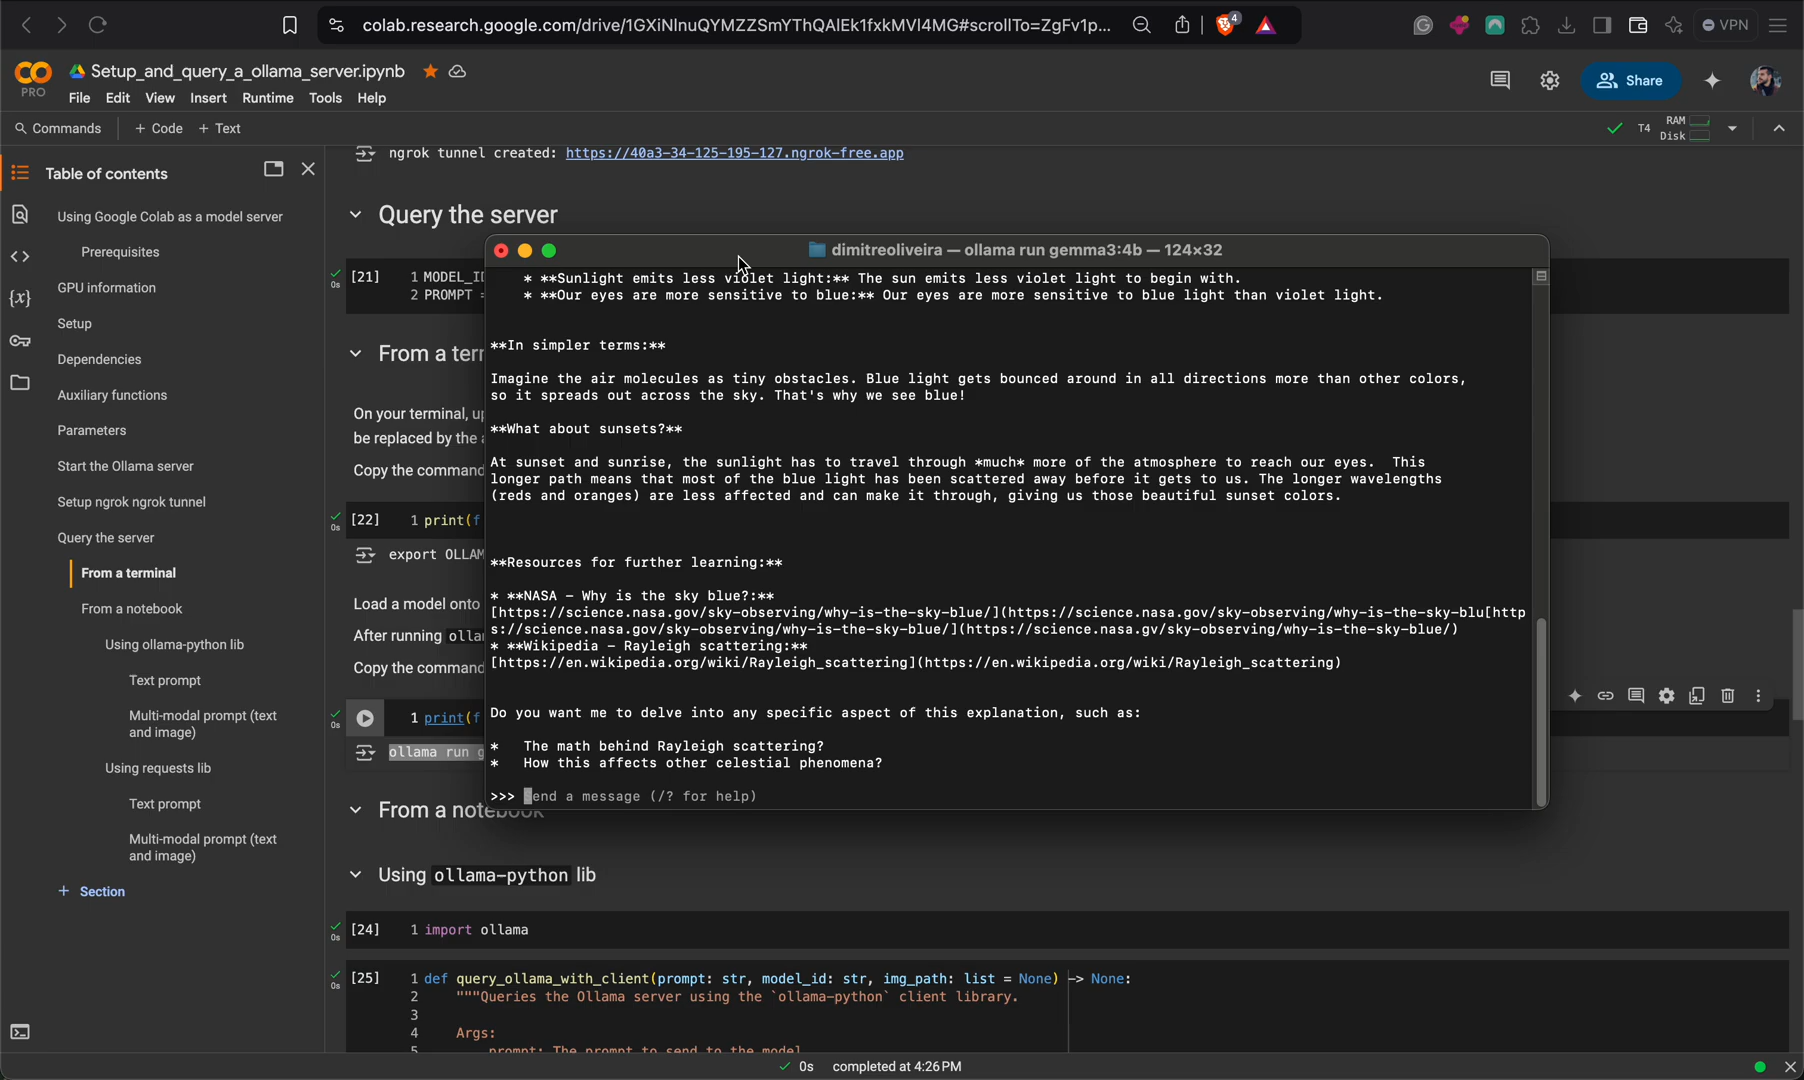 colab.research.google.com/drive/1GXiNlnuQYMZZSmYThQAlEk1fxkMVl4MG#scrollTo=ZgFv1p...
4
VPN
PRO
Setup_and_query_a_ollama_server.ipynb
File Edit View Insert Runtime Tools Help
Share
Commands + Code + Text
T4 RAM
Disk
Table of contents
Using Google Colab as a model server
Prerequisites
GPU information
Setup
Dependencies
Auxiliary functions
Parameters
Start the Ollama server
Setup ngrok ngrok tunnel
Query the server
From a terminal
From a notebook
Using ollama-python lib
Text prompt
Multi-modal prompt (text
and image)
Using requests lib
Text prompt
Multi-modal prompt (text
and image)
+ Section
ngrok tunnel created: https://40a3-34-125-195-127.ngrok-free.app
Query the server
0s
[21] 1 MODEL_ID
2 PROMPT =
From a ter
On your terminal,
be replaced by the
Copy the command
0s
[22] 1 print(f
export OLLAM
Load a model onto
After running olla
Copy the command
0s
1 print(f
ollama run g
dimitreoliveira — ollama run gemma3:4b — 124×32
* **Sunlight emits less violet light:** The sun emits less violet light to begin with.
* **Our eyes are more sensitive to blue:** Our eyes are more sensitive to blue light than violet light.
**In simpler terms:**
Imagine the air molecules as tiny obstacles. Blue light gets bounced around in all directions more than other colors,
so it spreads out across the sky. That's why we see blue!
**What about sunsets?**
At sunset and sunrise, the sunlight has to travel through *much* more of the atmosphere to reach our eyes. This
longer path means that most of the blue light has been scattered away before it gets to us. The longer wavelengths
(reds and oranges) are less affected and can make it through, giving us those beautiful sunset colors.
**Resources for further learning:**
* **NASA – Why is the sky blue?:**
[https://science.nasa.gov/sky-observing/why-is-the-sky-blue/](https://science.nasa.gov/sky-observing/why-is-the-sky-blu[http
s://science.nasa.gov/sky-observing/why-is-the-sky-blue/](https://science.nasa.gv/sky-observing/why-is-the-sky-blue/)
* **Wikipedia – Rayleigh scattering:**
[https://en.wikipedia.org/wiki/Rayleigh_scattering](https://en.wikipedia.org/wiki/Rayleigh_scattering)
Do you want me to delve into any specific aspect of this explanation, such as:
* The math behind Rayleigh scattering?
* How this affects other celestial phenomena?
>>> Send a message (/? for help)
From a notebook
Using ollama-python lib
0s
[24] 1 import ollama
0s
[25] 1 def query_ollama_with_client(prompt: str, model_id: str, img_path: list = None) -> None:
2 """Queries the Ollama server using the `ollama-python` client library.
3
4 Args:
5 prompt: The prompt to send to the model
0s completed at 4:26 PM